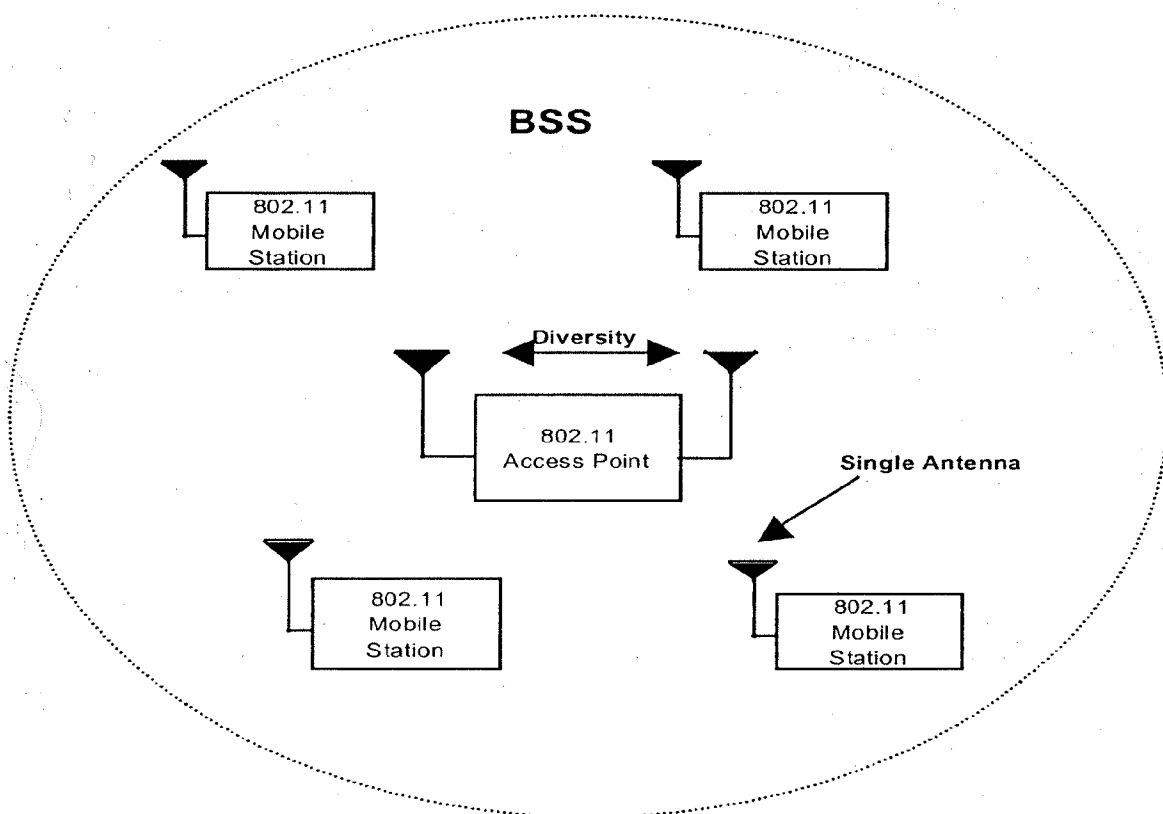 BSS
802.11
Mobile
Station
802.11
Mobile
Station
Diversity
802.11
Access Point
Single Antenna
802.11
Mobile
Station
802.11
Mobile
Station